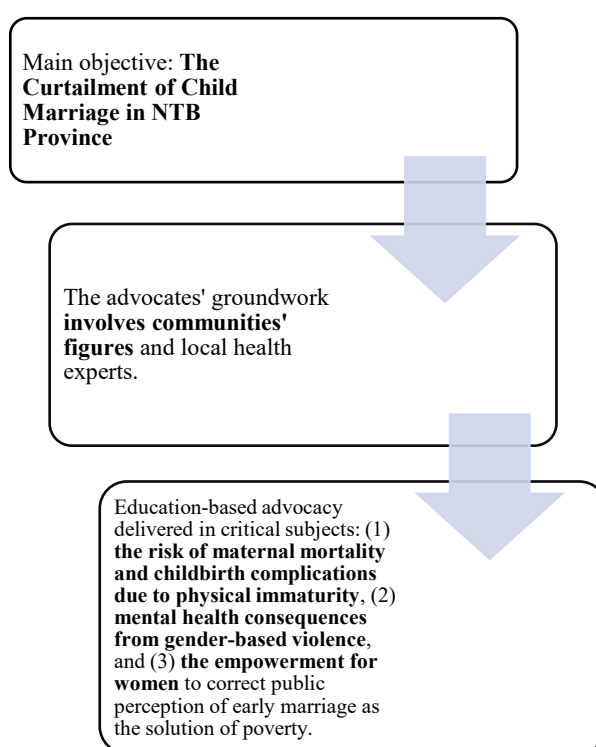 Main objective: The
Curtailment of Child
Marriage in NTB
Province
The advocates' groundwork
involves communities'
figures and local health
experts.
Education-based advocacy
delivered in critical subjects: (1)
the risk of maternal mortality
and childbirth complications
due to physical immaturity, (2)
mental health consequences
from gender-based violence,
and (3) the empowerment for
women to correct public
perception of early marriage as
the solution of poverty.